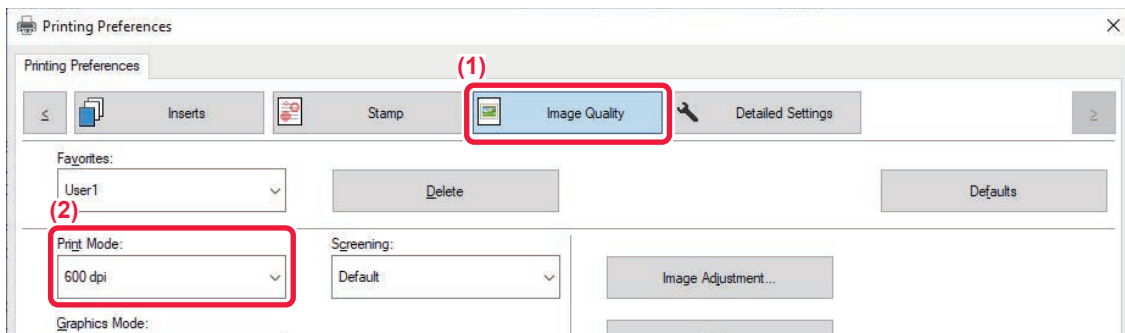 Printing Preferences
Printing Preferences
(1)
≤ Inserts Stamp Image Quality Detailed Settings ≥
Favorites:
User1 Delete Defaults
(2)
Print Mode: Screening:
600 dpi Default Image Adjustment...
Graphics Mode: